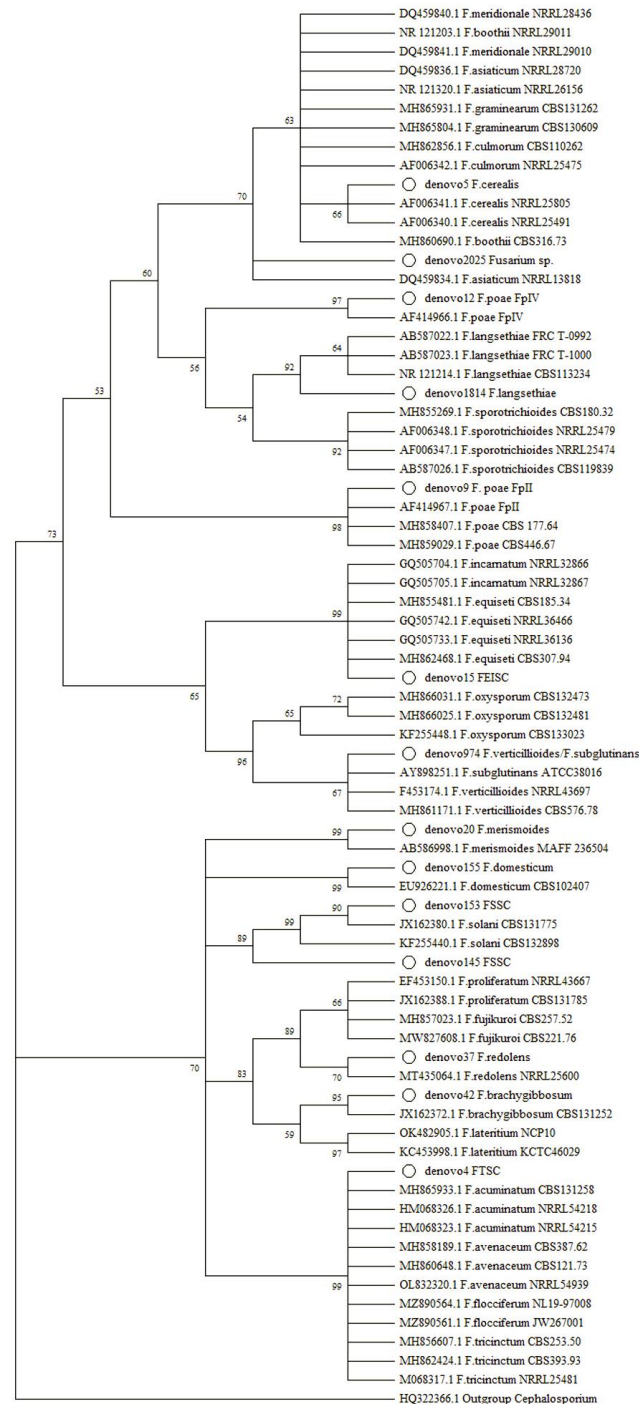 DQ459840.1 F.meridionale NRRL28436
NR 121203.1 F.boothii NRRL29011
DQ459841.1 F.meridionale NRRL29010
DQ459836.1 F.asiaticum NRRL28720
NR 121320.1 F.asiaticum NRRL26156
MH865931.1 F.graminearum CBS131262
63
MH865804.1 F.graminearum CBS130609
MH862856.1 F.culmorum CBS110262
AF006342.1 F.culmorum NRRL25475
denovo5 F.cerealis
70
AF006341.1 F.cerealis NRRL25805
66
AF006340.1 F.cerealis NRRL25491
MH860690.1 F.boothii CBS316.73
denovo2025 Fusarium sp.
60
DQ459834.1 F.asiaticum NRRL13818
97
denovo12 F.poae FpIV
AF414966.1 F.poae FpIV
AB587022.1 F.langsethiae FRC T-0992
64
AB587023.1 F.langsethiae FRC T-1000
56
92
NR 121214.1 F.langsethiae CBS113234
53
denovo1814 F.langsethiae
54
MH855269.1 F.sporotrichioides CBS180.32
AF006348.1 F.sporotrichioides NRRL25479
92
AF006347.1 F.sporotrichioides NRRL25474
AB587026.1 F.sporotrichioides CBS119839
denovo9 F. poae FpII
AF414967.1 F.poae FpII
98
MH858407.1 F.poae CBS 177.64
73
MH859029.1 F.poae CBS446.67
GQ505704.1 F.incarnatum NRRL32866
GQ505705.1 F.incarnatum NRRL32867
99
MH855481.1 F.equiseti CBS185.34
GQ505742.1 F.equiseti NRRL36466
GQ505733.1 F.equiseti NRRL36136
MH862468.1 F.equiseti CBS307.94
denovo15 FEISC
65
72
MH866031.1 F.oxysporum CBS132473
65
MH866025.1 F.oxysporum CBS132481
KF255448.1 F.oxysporum CBS133023
96
denovo974 F.verticillioides/F.subglutinans
AY898251.1 F.subglutinans ATCC38016
67
F453174.1 F.verticillioides NRRL43697
MH861171.1 F.verticillioides CBS576.78
99
denovo20 F.merismoides
AB586998.1 F.merismoides MAFF 236504
denovo155 F.domesticum
99
EU926221.1 F.domesticum CBS102407
90
denovo153 FSSC
99
JX162380.1 F.solani CBS131775
89
KF255440.1 F.solani CBS132898
denovo145 FSSC
EF453150.1 F.proliferatum NRRL43667
66
JX162388.1 F.proliferatum CBS131785
MH857023.1 F.fujikuroi CBS257.52
89
MW827608.1 F.fujikuroi CBS221.76
denovo37 F.redolens
70
83
70
MT435064.1 F.redolens NRRL25600
95
denovo42 F.brachygibbosum
JX162372.1 F.brachygibbosum CBS131252
59
OK482905.1 F.lateritium NCP10
97
KC453998.1 F.lateritium KCTC46029
denovo4 FTSC
MH865933.1 F.acuminatum CBS131258
HM068326.1 F.acuminatum NRRL54218
HM068323.1 F.acuminatum NRRL54215
MH858189.1 F.avenaceum CBS387.62
MH860648.1 F.avenaceum CBS121.73
99
OL832320.1 F.avenaceum NRRL54939
MZ890564.1 F.flocciferum NL19-97008
MZ890561.1 F.flocciferum JW267001
MH856607.1 F.tricinctum CBS253.50
MH862424.1 F.tricinctum CBS393.93
M068317.1 F.tricinctum NRRL25481
HQ322366.1 Outgroup Cephalosporium